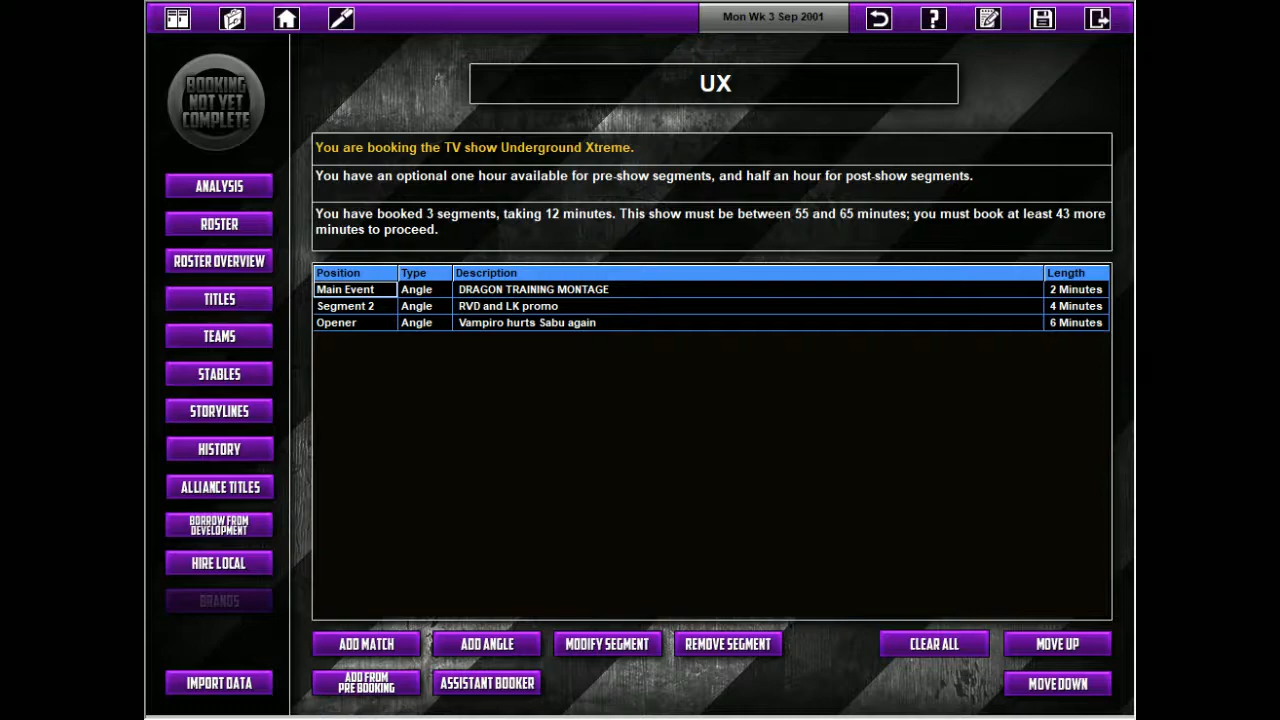 Mon Wk 3 Sep 2001
?
BOOKING
NOT YET
COMPLETE
UX
You are booking the TV show Underground Xtreme.
You have an optional one hour available for pre-show segments, and half an hour for post-show segments.
You have booked 3 segments, taking 12 minutes. This show must be between 55 and 65 minutes; you must book at least 43 more
minutes to proceed.
ANALYSIS
ROSTER
ROSTER OVERVIEW
TITLES
TEAMS
STABLES
STORYLINES
HISTORY
ALLIANCE TITLES
BORROW FROM
DEVELOPMENT
HIRE LOCAL
BRANDS
IMPORT DATA
Position Type Description Length
Main Event Angle DRAGON TRAINING MONTAGE 2 Minutes
Segment 2 Angle RVD and LK promo 4 Minutes
Opener Angle Vampiro hurts Sabu again 6 Minutes
ADD MATCH ADD ANGLE MODIFY SEGMENT REMOVE SEGMENT CLEAR ALL MOVE UP
ADD FROM
PRE BOOKING
ASSISTANT BOOKER MOVE DOWN